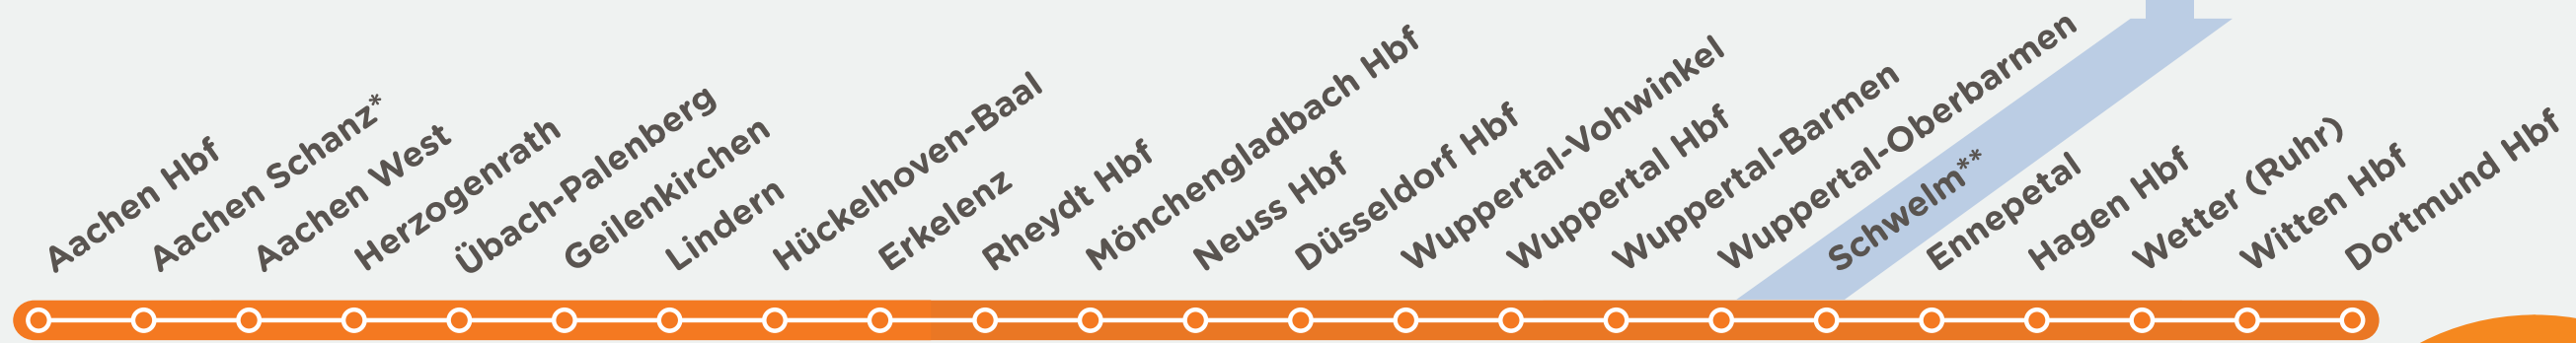 Aachen Hbf
Aachen Schanz*
Aachen West
Herzogenrath
Übach-Palenberg
Geilenkirchen
Lindern
Hückelhoven-Baal
Erkelenz
Rheydt Hbf
Mönchengladbach Hbf
Neuss Hbf
Düsseldorf Hbf
Wuppertal-Vohwinkel
Wuppertal Hbf
Wuppertal-Barmen
Wuppertal-Oberbarmen
Schwelm**
Ennepetal
Hagen Hbf
Wetter (Ruhr)
Witten Hbf
Dortmund Hbf